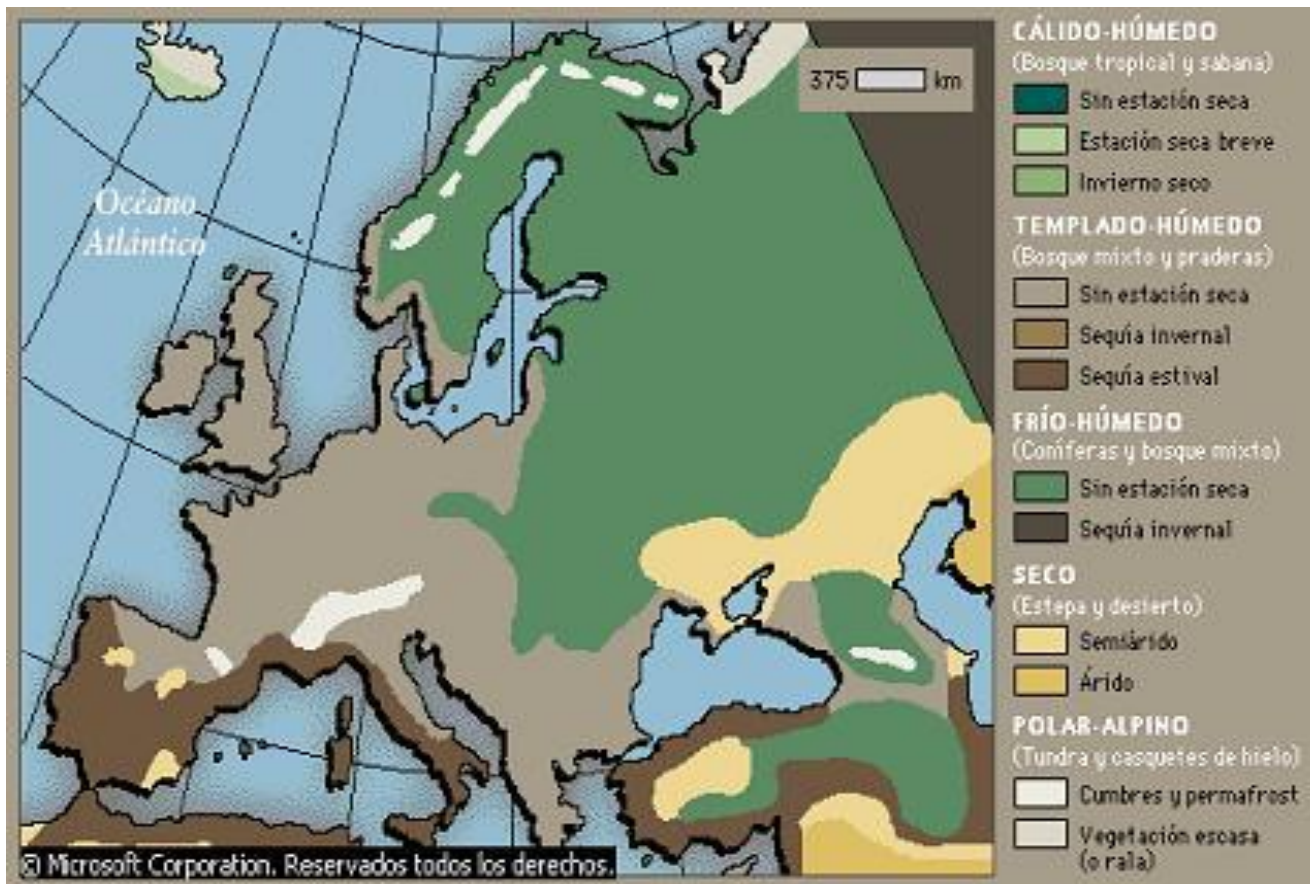 CÁLIDO-HÚMEDO
(Bosque tropical y sabana)
Sin estación seca
Estación seca breve
Invierno seco
TEMPLADO-HÚMEDO
(Bosque mixto y praderas)
Sin estación seca
Sequía invernal
Sequía estival
FRÍO-HÚMEDO
(Coníferas y bosque mixto)
Sin estación seca
Sequía invernal
SECO
(Estepa y desierto)
Semiárido
Árido
POLAR-ALPINO
(Tundra y casquetes de hielo)
Cumbres y permafrost
Vegetación escasa
(o rala)
375 km
Océano
Atlántico
© Microsoft Corporation. Reservados todos los derechos.